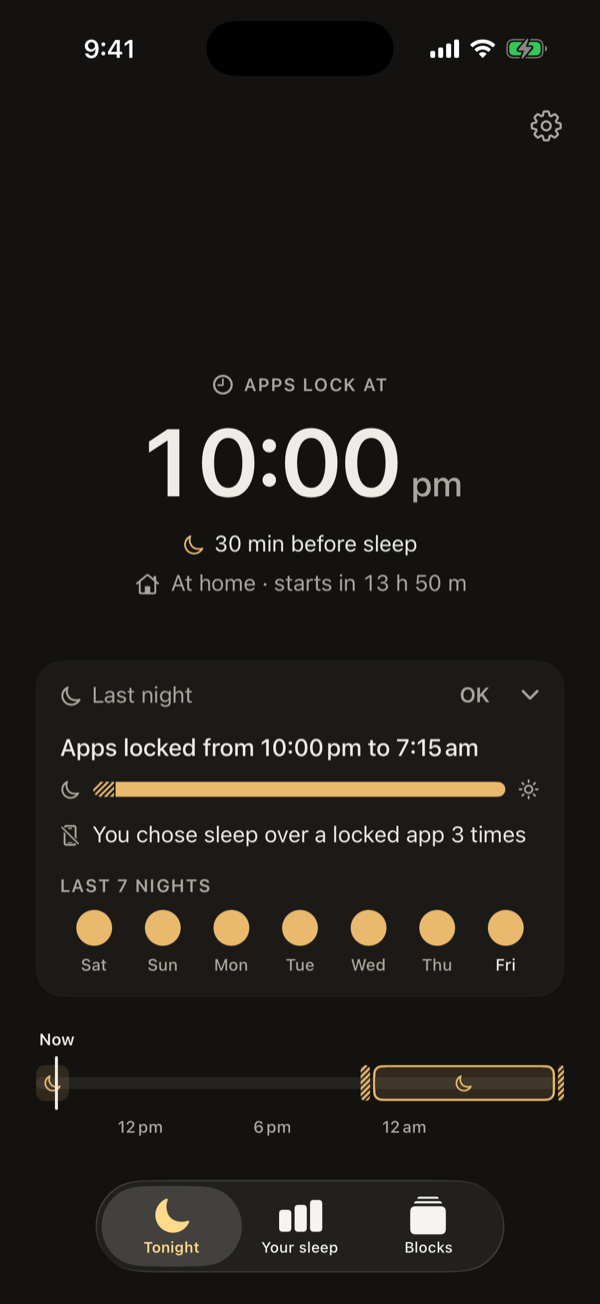 9:41
APPS LOCK AT
10:00 pm
30 min before sleep
At home · starts in 13 h 50 m
Last night
OK
Apps locked from 10:00 pm to 7:15 am
You chose sleep over a locked app 3 times
LAST 7 NIGHTS
Sat Sun Mon Tue Wed Thu Fri
Now
12 pm 6 pm 12 am
Tonight Your sleep Blocks